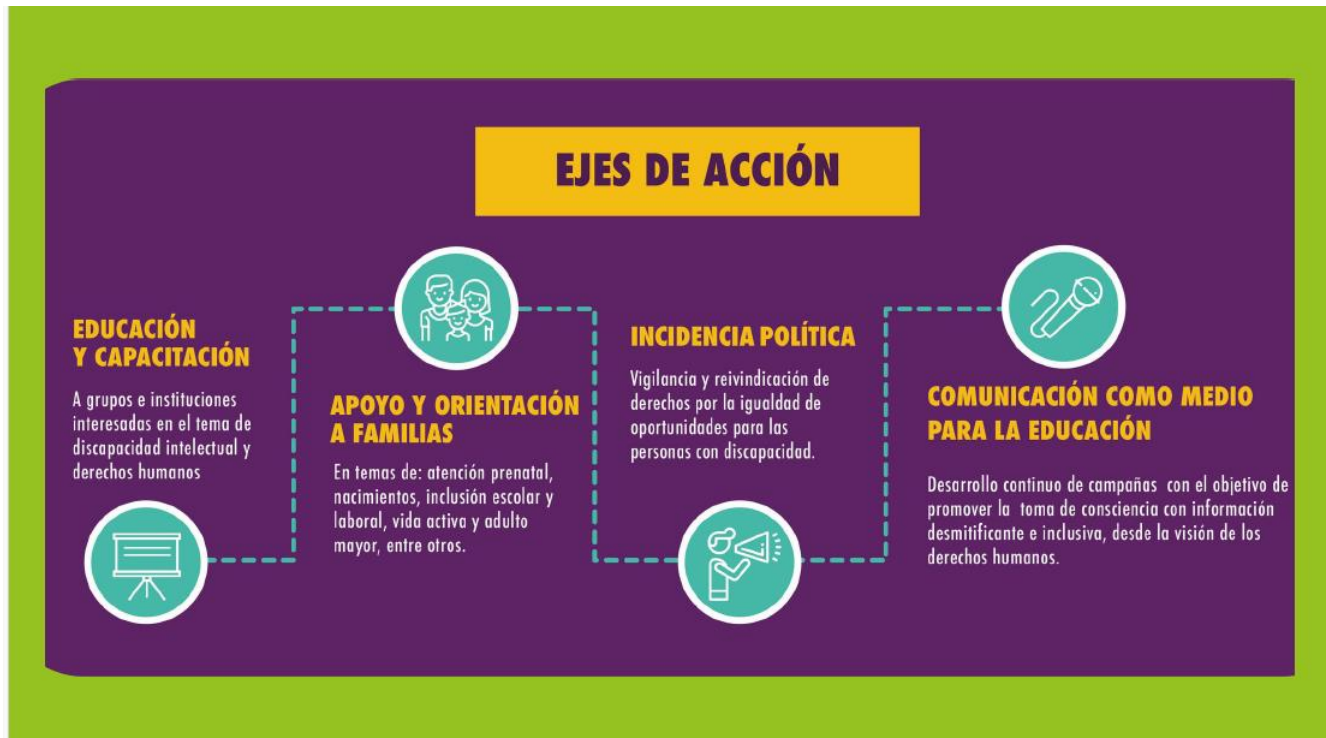 EJES DE ACCIÓN
EDUCACIÓN
Y CAPACITACIÓN
A grupos e instituciones
interesadas en el tema de
discapacidad intelectual y
derechos humanos
APOYO Y ORIENTACIÓN
A FAMILIAS
En temas de: atención prenatal,
nacimientos, inclusión escolar y
laboral, vida activa y adulto
mayor, entre otros.
INCIDENCIA POLÍTICA
Vigilancia y reivindicación de
derechos por la igualdad de
oportunidades para las
personas con discapacidad.
COMUNICACIÓN COMO MEDIO
PARA LA EDUCACIÓN
Desarrollo continuo de campañas con el objetivo de
promover la toma de consciencia con información
desmitificante e inclusiva, desde la visión de los
derechos humanos.